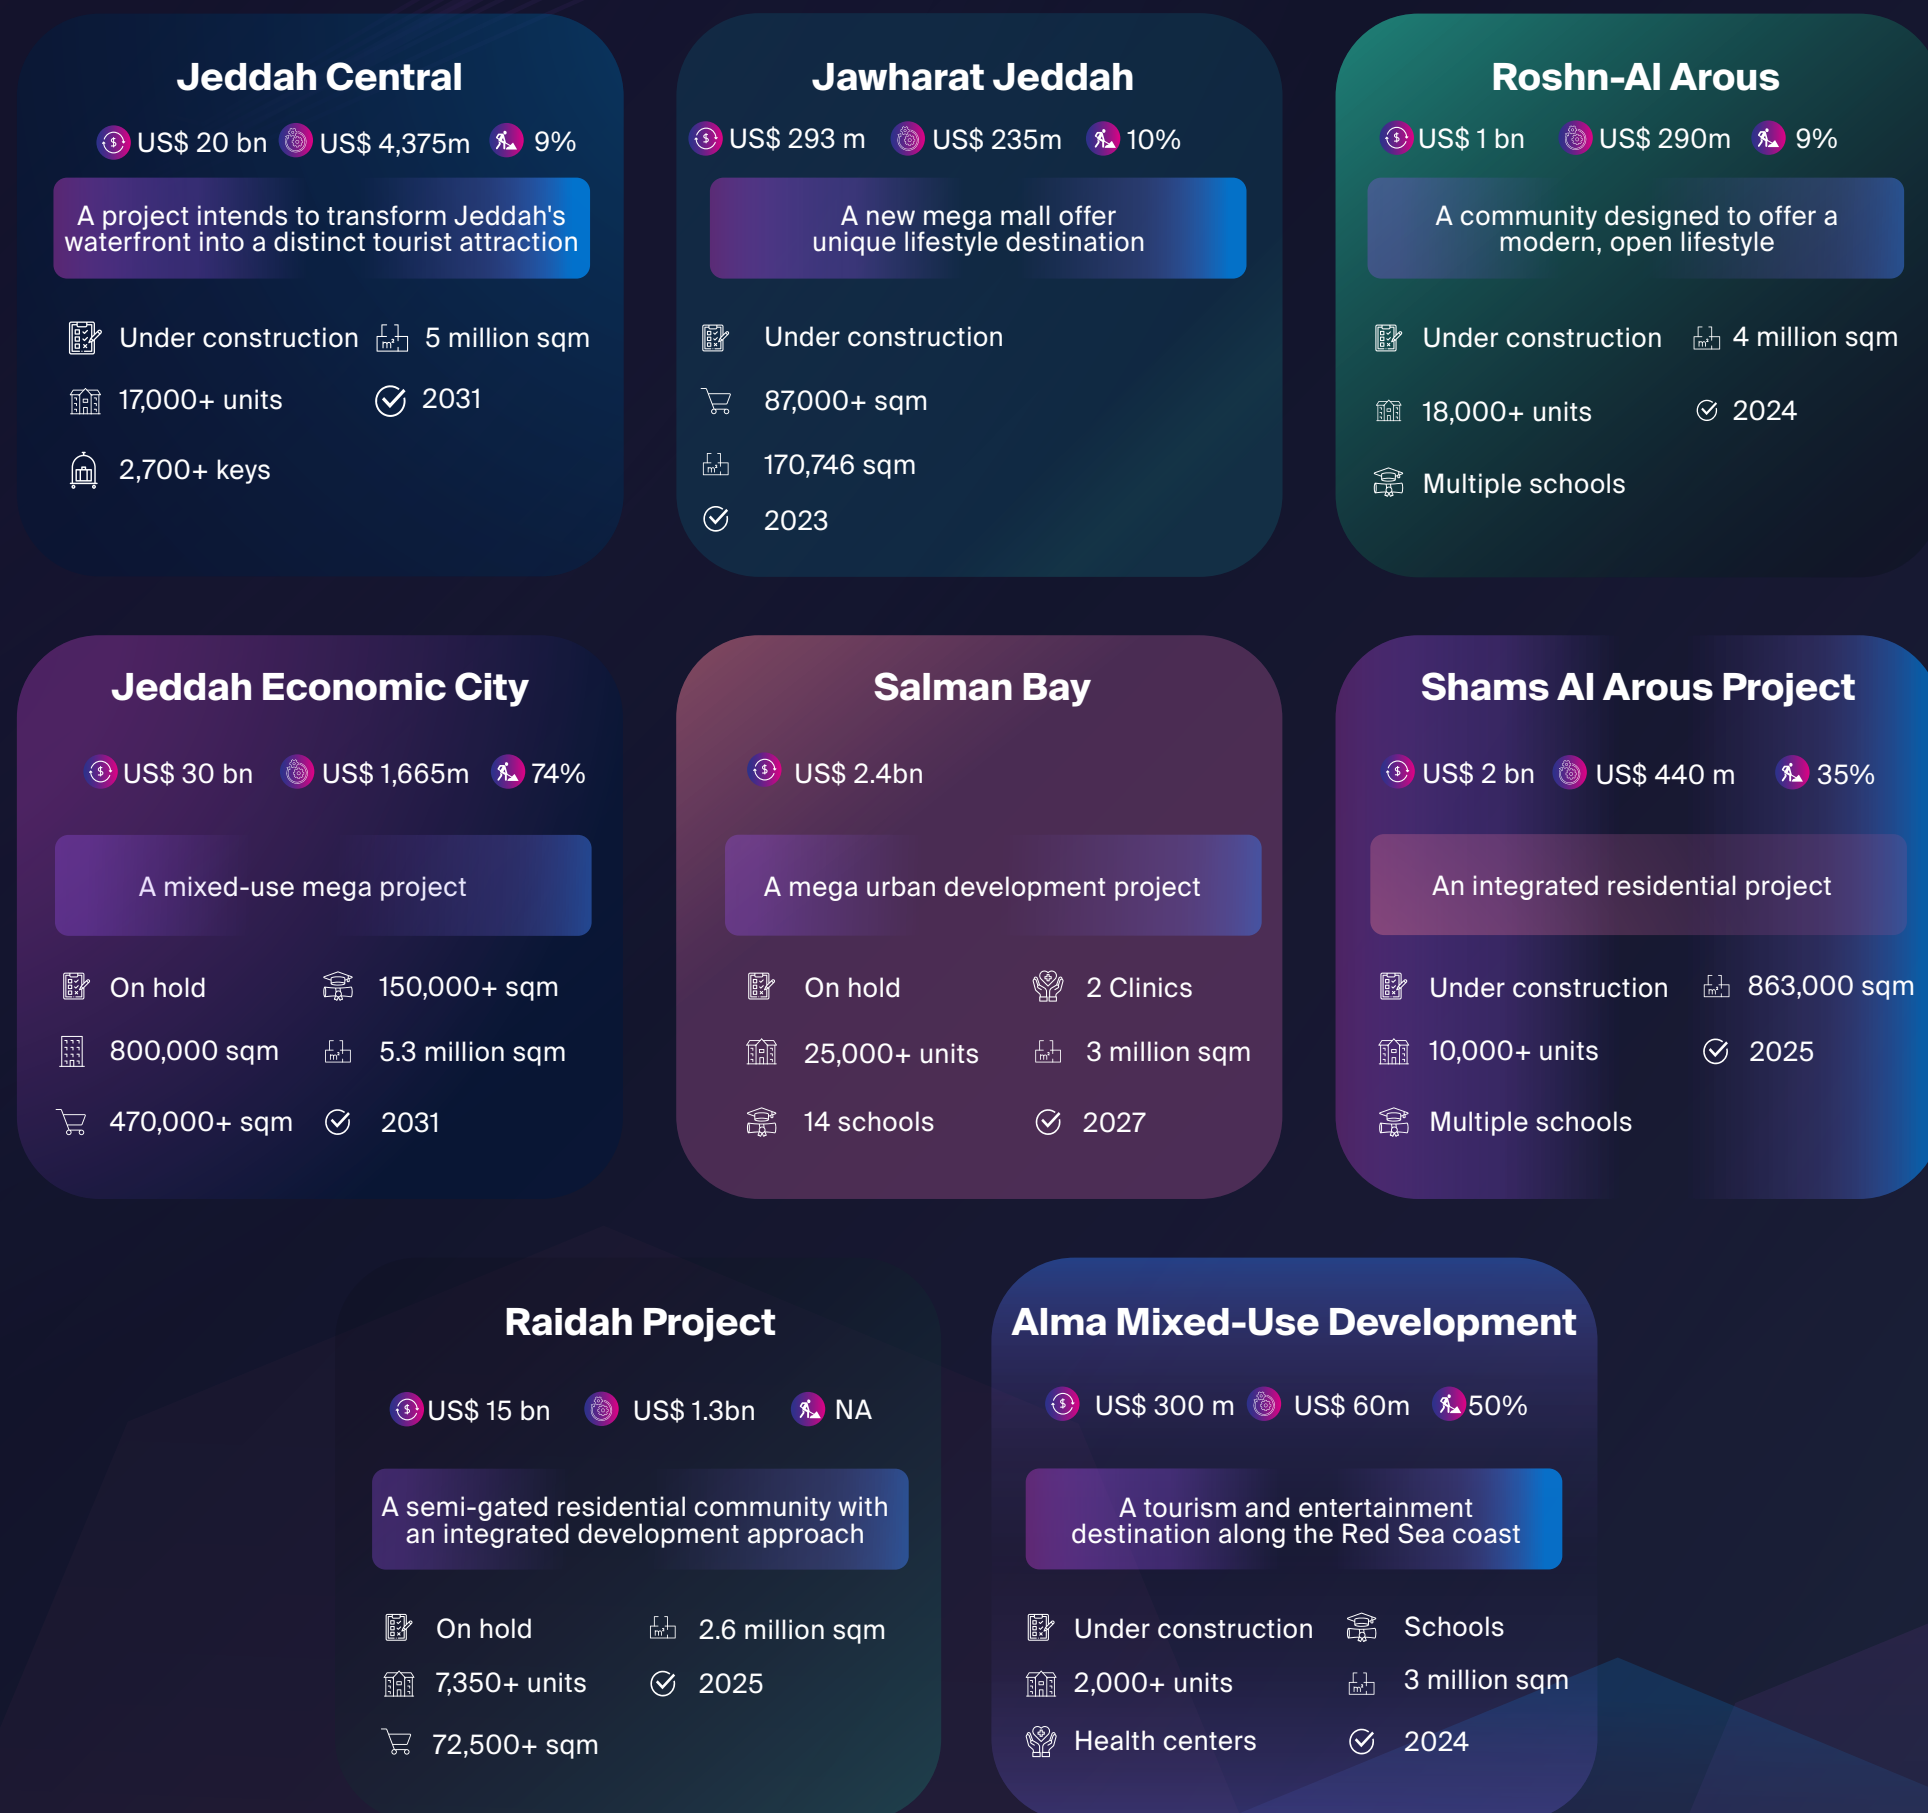 Jeddah Central
US$ 20 bn US$ 4,375m 9%
A project intends to transform Jeddah's
waterfront into a distinct tourist attraction
Under construction 5 million sqm
17,000+ units 2031
2,700+ keys
Jawharat Jeddah
US$ 293 m US$ 235m 10%
A new mega mall offer
unique lifestyle destination
Under construction
87,000+ sqm
170,746 sqm
2023
Roshn-Al Arous
US$ 1 bn US$ 290m 9%
A community designed to offer a
modern, open lifestyle
Under construction 4 million sqm
18,000+ units 2024
Multiple schools
Jeddah Economic City
US$ 30 bn US$ 1,665m 74%
A mixed-use mega project
On hold 150,000+ sqm
800,000 sqm 5.3 million sqm
470,000+ sqm 2031
Salman Bay
US$ 2.4bn
A mega urban development project
On hold 2 Clinics
25,000+ units 3 million sqm
14 schools 2027
Shams Al Arous Project
US$ 2 bn US$ 440 m 35%
An integrated residential project
Under construction 863,000 sqm
10,000+ units 2025
Multiple schools
Raidah Project
US$ 15 bn US$ 1.3bn NA
A semi-gated residential community with
an integrated development approach
On hold 2.6 million sqm
7,350+ units 2025
72,500+ sqm
Alma Mixed-Use Development
US$ 300 m US$ 60m 50%
A tourism and entertainment
destination along the Red Sea coast
Under construction Schools
2,000+ units 3 million sqm
Health centers 2024